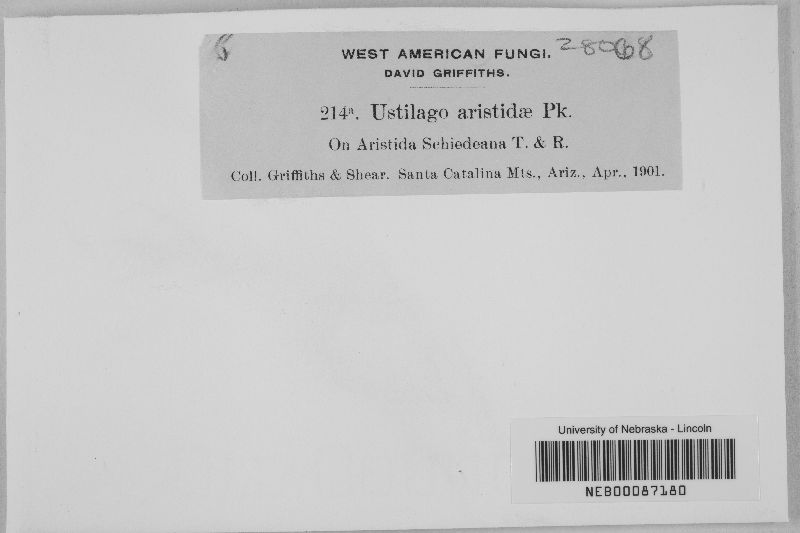 WEST AMERICAN FUNGI. 28068
DAVID GRIFFITHS.
214ª. Ustilago aristidæ Pk.
On Aristida Schiedeana T. & R.
Coll. Griffiths & Shear. Santa Catalina Mts., Ariz., Apr., 1901.
University of Nebraska - Lincoln
NEB00087180